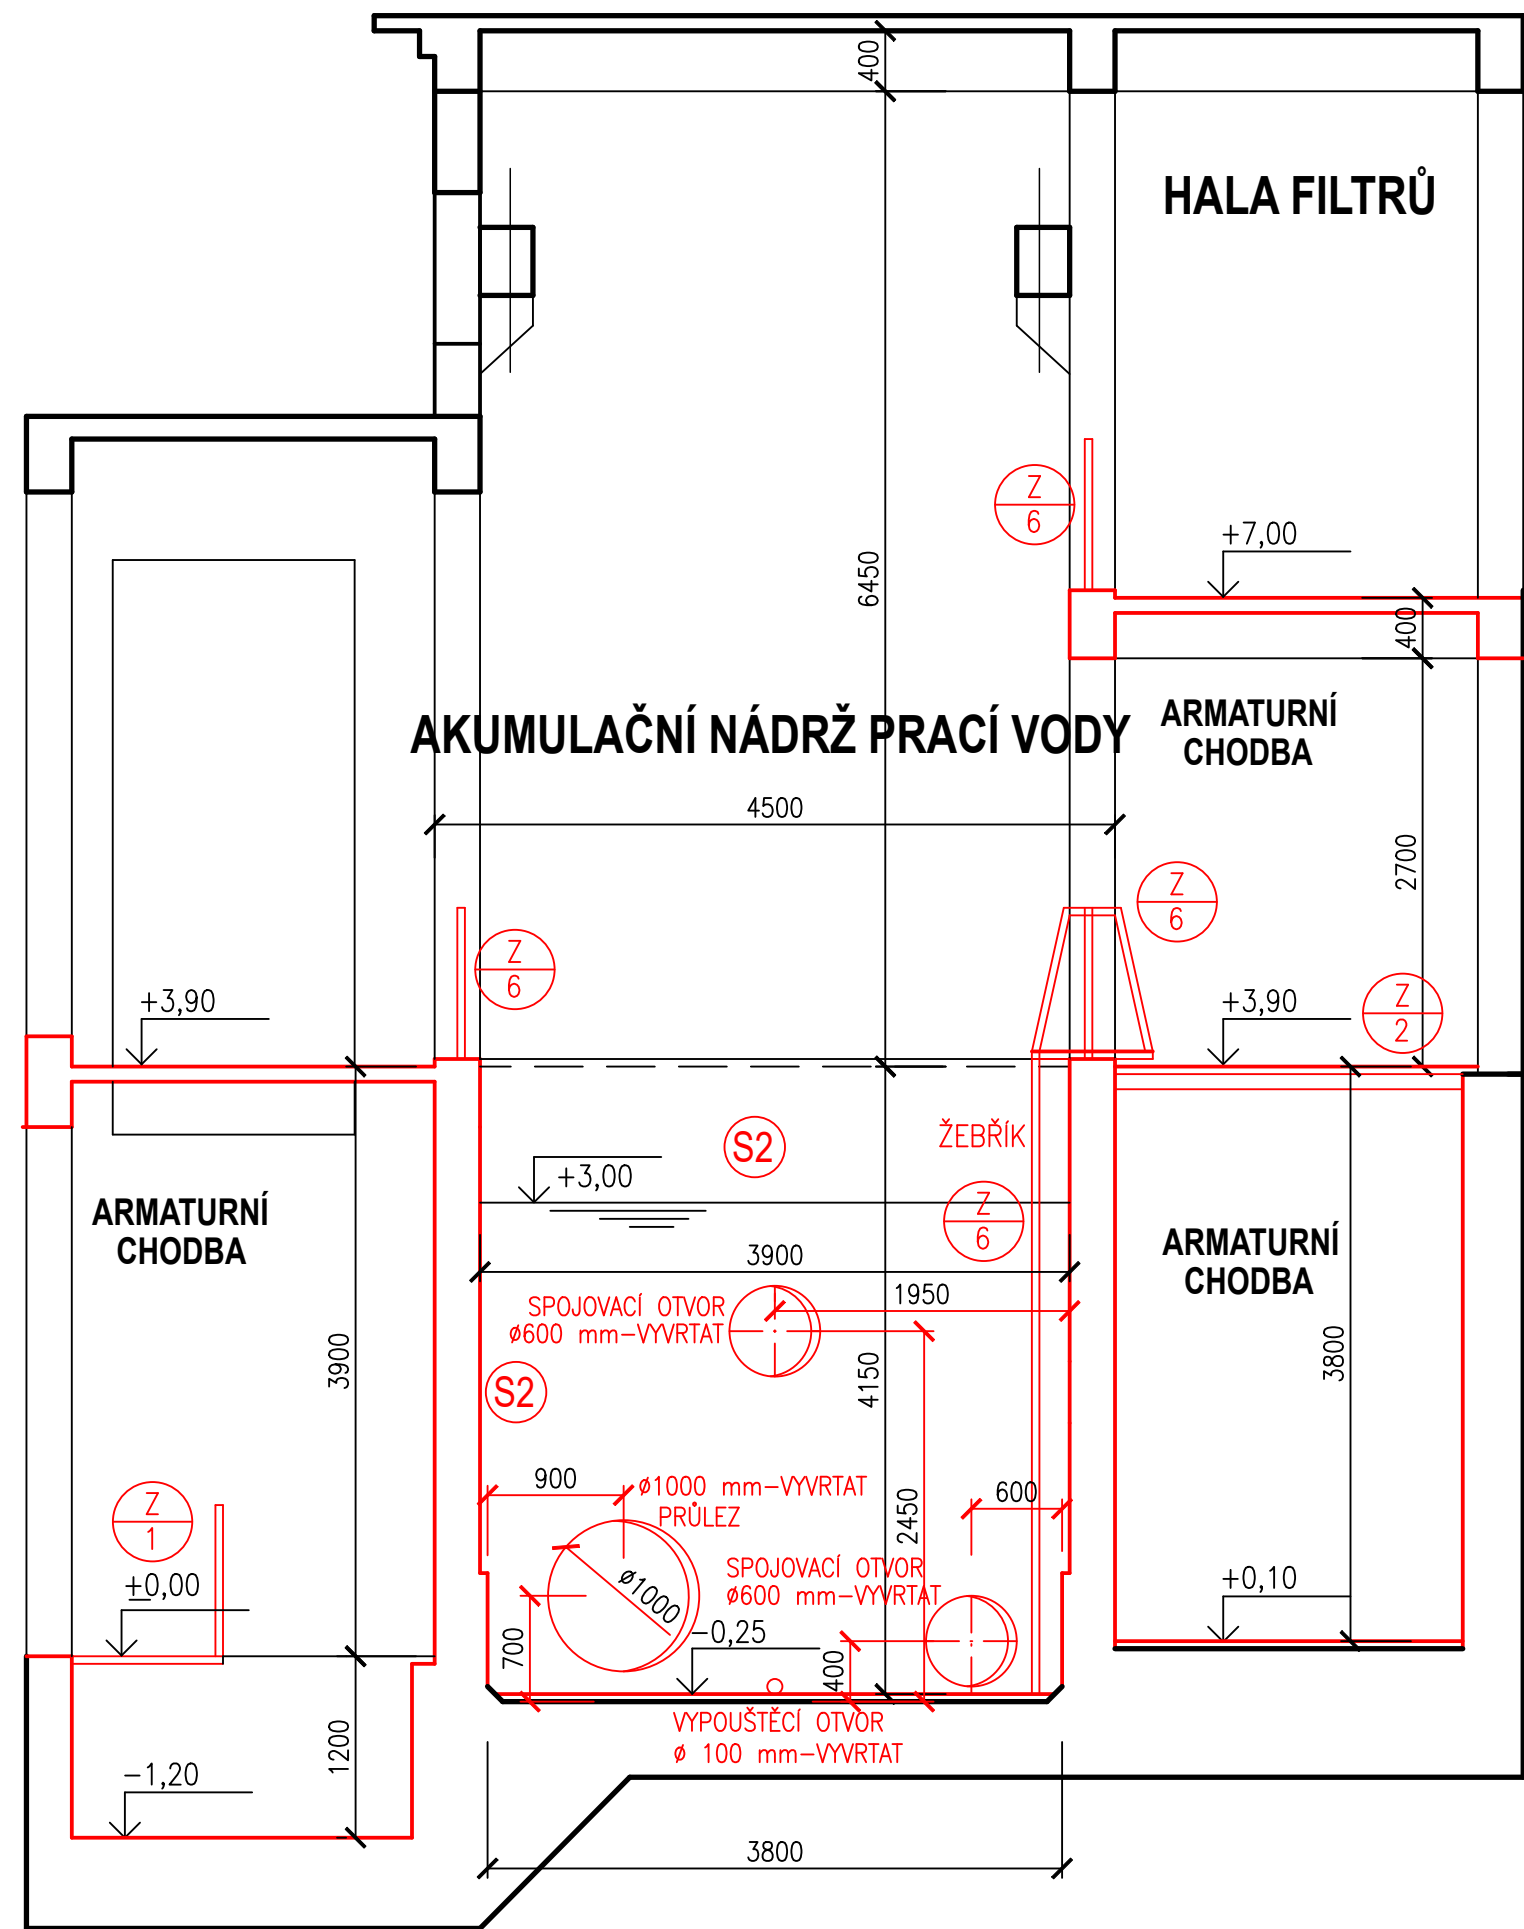 400
HALA FILTRŮ
Z
6
+7,00
6450
400
AKUMULAČNÍ NÁDRŽ PRACÍ VODY
ARMATURNÍ
CHODBA
4500
2700
Z
6
Z
6
+3,90
+3,90
Z
2
S2
ŽEBŘÍK
+3,00
Z
6
ARMATURNÍ
CHODBA
ARMATURNÍ
CHODBA
3900
1950
SPOJOVACÍ OTVOR
ø600 mm-VYVRTAT
3900
S2
4150
3800
900
ø1000 mm-VYVRTAT
PRŮLEZ
2450
600
Z
1
±0,00
SPOJOVACÍ OTVOR
ø600 mm-VYVRTAT
ø1000
+0,10
700
-0,25
400
VYPOUŠTĚCÍ OTVOR
ø 100 mm-VYVRTAT
1200
-1,20
3800